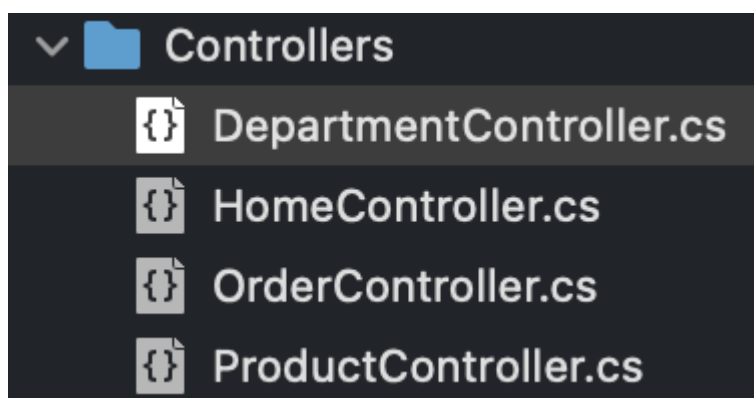 Controllers
{} DepartmentController.cs
{} HomeController.cs
{} OrderController.cs
{} ProductController.cs